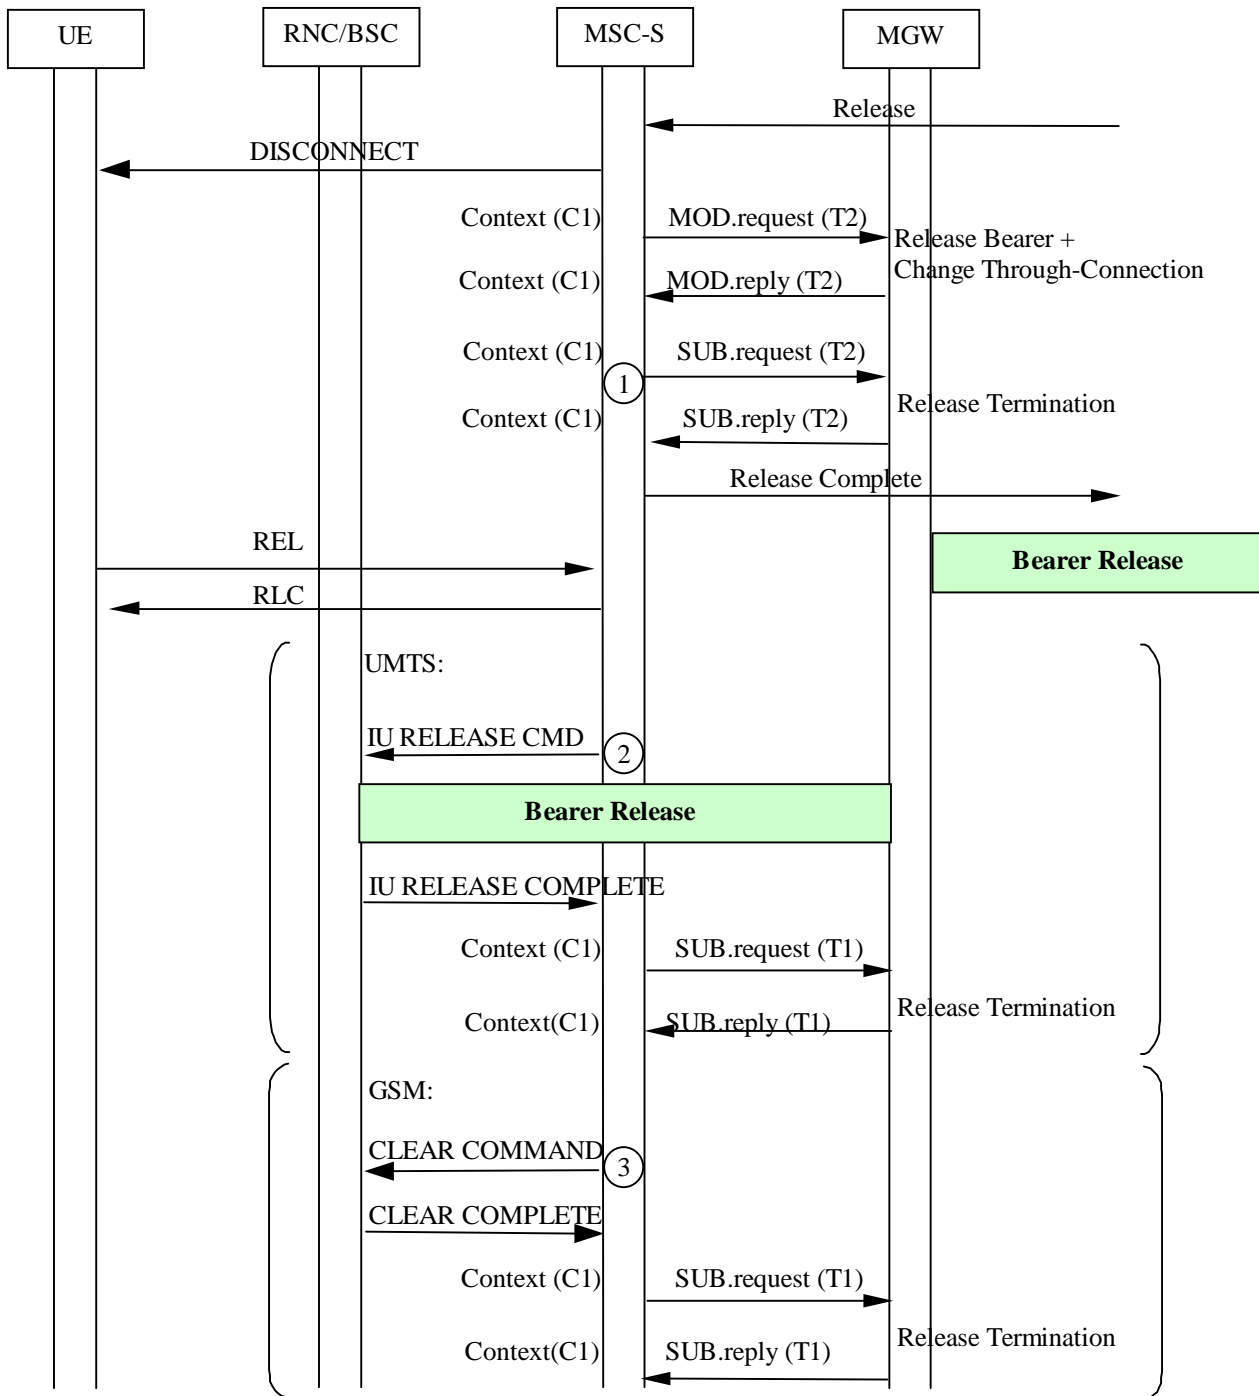 UE
RNC/BSC
MSC-S
MGW
Release
DISCONNECT
Context (C1)
MOD.request (T2)
Release Bearer +
Change Through-Connection
Context (C1)
MOD.reply (T2)
Context (C1)
SUB.request (T2)
1
Release Termination
Context (C1)
SUB.reply (T2)
Release Complete
REL
Bearer Release
RLC
UMTS:
IU RELEASE CMD
2
Bearer Release
IU RELEASE COMPLETE
Context (C1)
SUB.request (T1)
Release Termination
Context(C1)
SUB.reply (T1)
GSM:
CLEAR COMMAND
3
CLEAR COMPLETE
Context (C1)
SUB.request (T1)
Release Termination
Context(C1)
SUB.reply (T1)